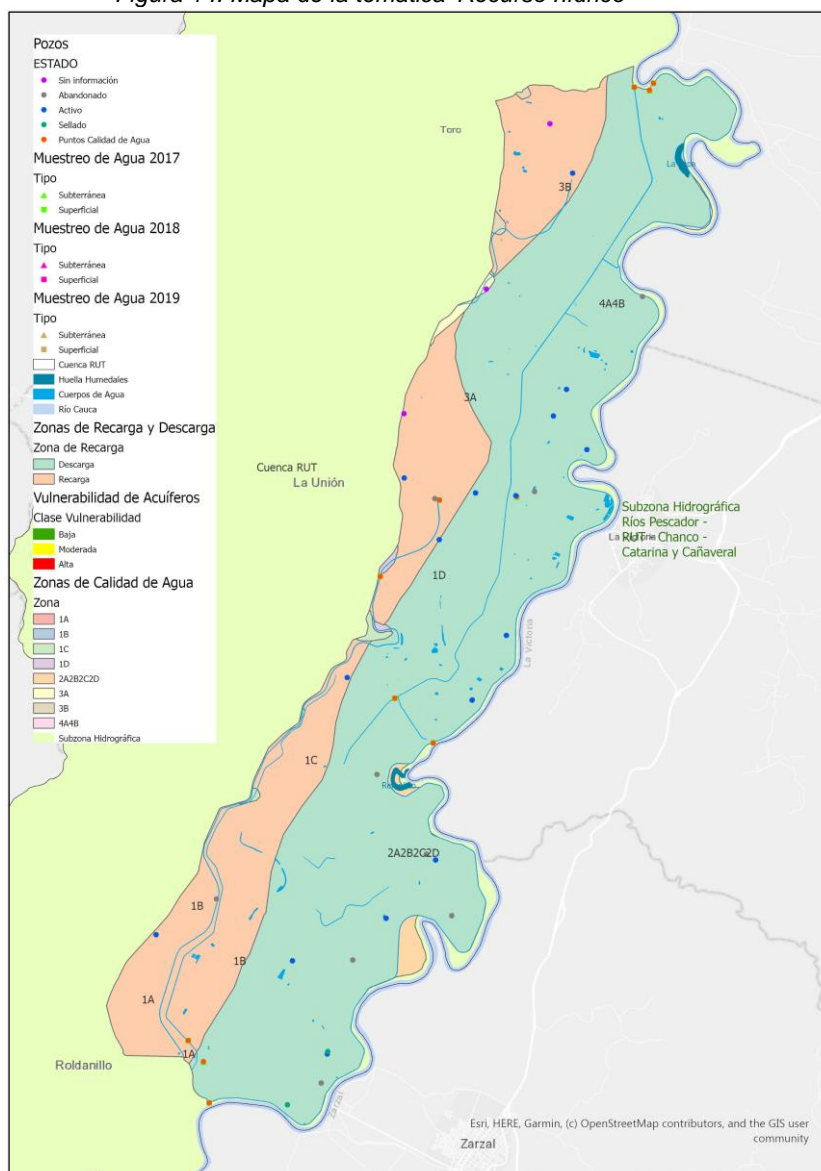 Figura 14. Mapa de la temática "Recurso hídrico"
Pozos
ESTADO
Sin información
Abandonado
Activo
Sellado
Puntos Calidad de Agua
Muestreo de Agua 2017
Tipo
Subterránea
Superficial
Muestreo de Agua 2018
Tipo
Subterránea
Superficial
Muestreo de Agua 2019
Tipo
Subterránea
Superficial
Cuenca RUT
Huella Humedales
Cuerpos de Agua
Río Cauca
Zonas de Recarga y Descarga
Zona de Recarga
Descarga
Recarga
Vulnerabilidad de Acuíferos
Clase Vulnerabilidad
Baja
Moderada
Alta
Zonas de Calidad de Agua
Zona
1A
1B
1C
1D
2A2B2C2D
3A
3B
4A4B
Subzona Hidrográfica
Toro
3B
4A4B
3A
Cuenca RUT
La Unión
Subzona Hidrográfica
Ríos Pescador -
RUT - Chanco -
Catarina y Cañaveral
1D
La Victoria
1C
2A2B2C2D
1B
1B
1A
1A
Roldanillo
Zarzal
Zarzal
Esri, HERE, Garmin, (c) OpenStreetMap contributors, and the GIS user
community